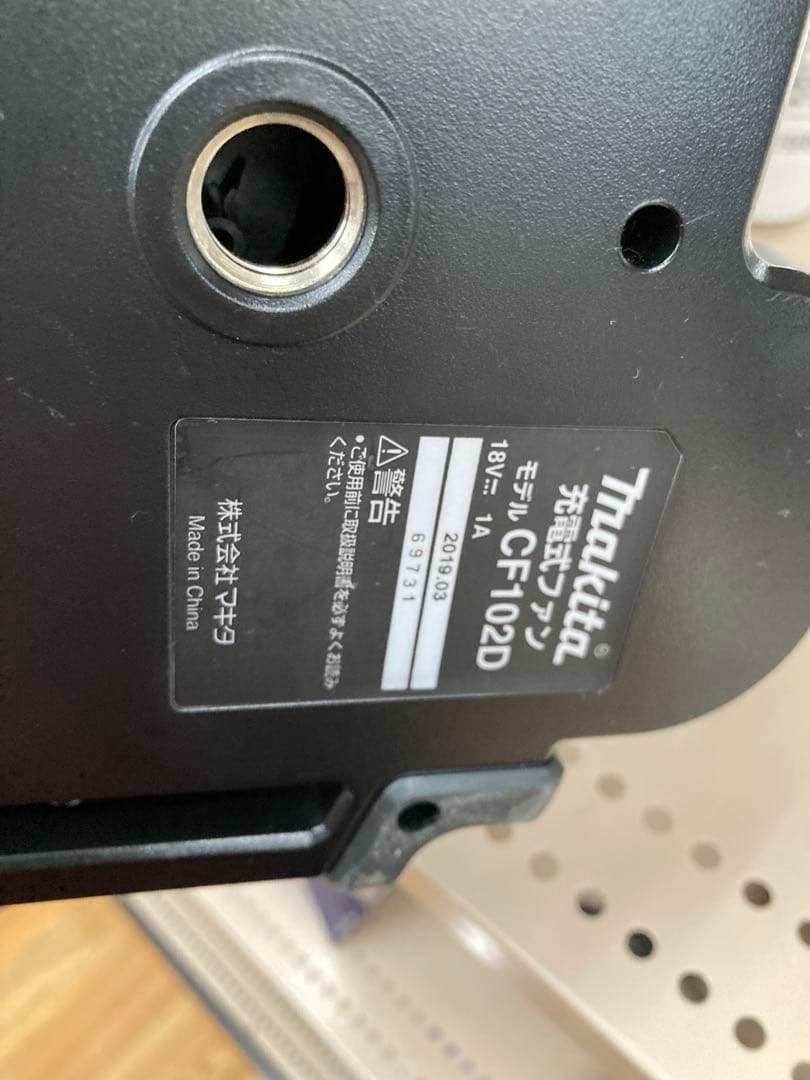 makita®
充電式ファン
モデル CF102D
18V⎓ 1A
2019.03
69731
⚠警告
•ご使用前に取扱説明書を必ずよくお読み
ください。
株式会社 マキタ
Made in China